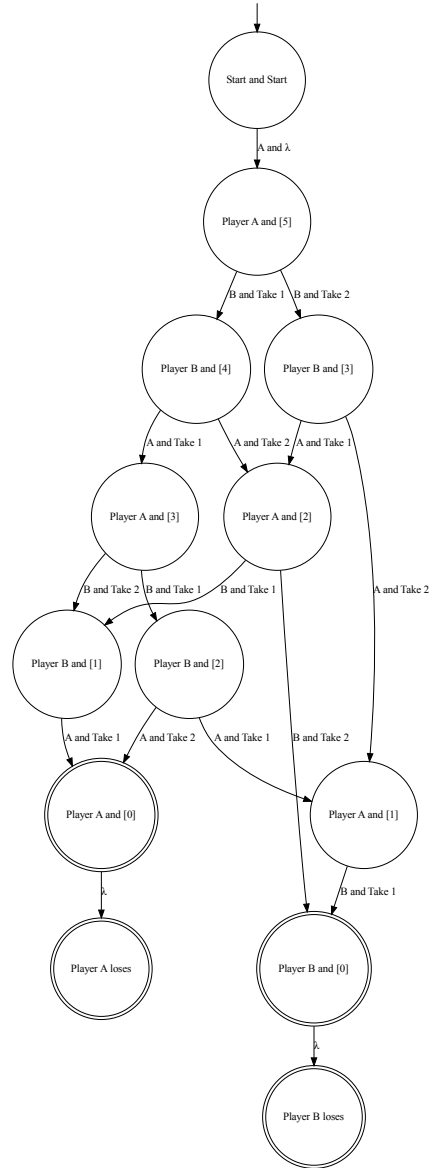 Start and Start
A and λ
Player A and [5]
B and Take 1
B and Take 2
Player B and [4]
Player B and [3]
A and Take 1
A and Take 2
A and Take 1
Player A and [3]
Player A and [2]
B and Take 2
B and Take 1
B and Take 1
A and Take 2
Player B and [1]
Player B and [2]
A and Take 1
A and Take 2
A and Take 1
B and Take 2
Player A and [0]
Player A and [1]
λ
B and Take 1
Player A loses
Player B and [0]
λ
Player B loses